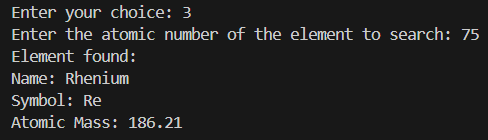 Enter your choice: 3
Enter the atomic number of the element to search: 75
Element found:
Name: Rhenium
Symbol: Re
Atomic Mass: 186.21